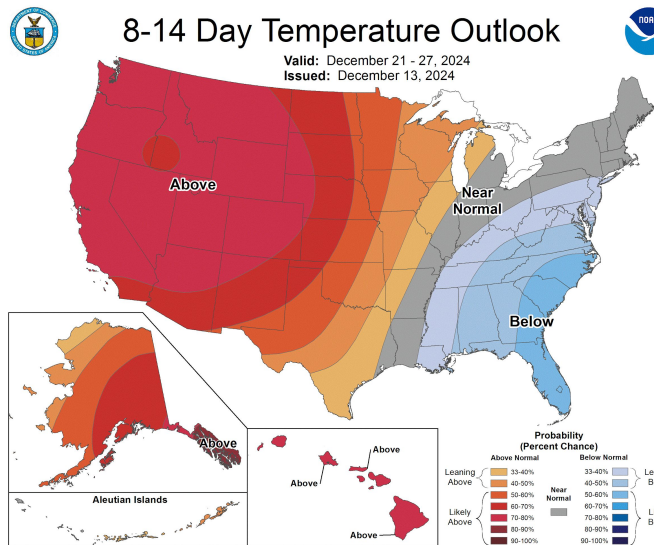 8-14 Day Temperature Outlook
Valid: December 21 - 27, 2024
Issued: December 13, 2024
Above
Near
Normal
Below
Above
Aleutian Islands
Above
Above
Above
Probability
(Percent Chance)
Above Normal Below Normal
Leaning
Above
33-40% 33-40%
40-50% 40-50%
50-60% 50-60%
Near
Normal
60-70% 60-70%
Likely
Above
70-80% 70-80%
80-90% 80-90%
90-100% 90-100%